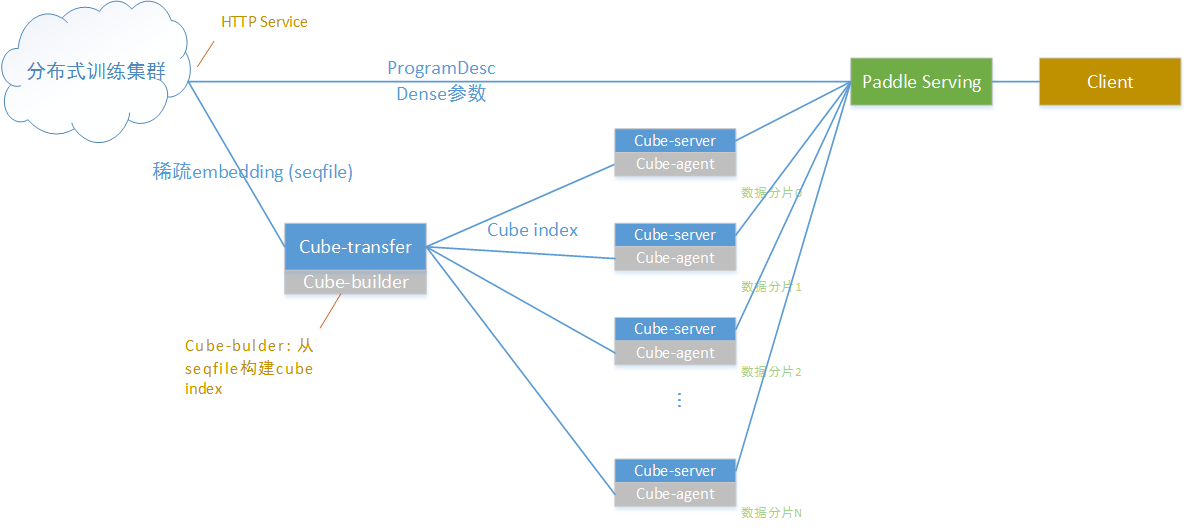 HTTP Service
分布式训练集群
ProgramDesc
Dense参数
Paddle Serving
Client
Cube-server
Cube-agent
数据分片0
稀疏embedding (seqfile)
Cube-transfer
Cube-builder
Cube index
Cube-server
Cube-agent
数据分片1
Cube-server
Cube-agent
数据分片2
...
Cube-bulder: 从
seqfile构建cube
index
Cube-server
Cube-agent
数据分片N